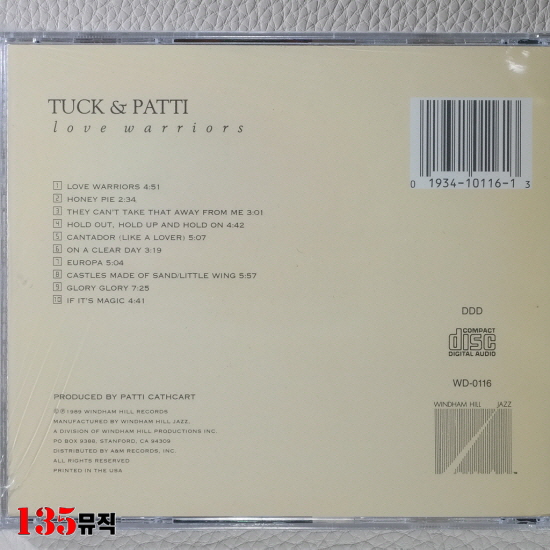 TUCK & PATTI
love warriors
0 1934-10116-1 3
1 LOVE WARRIORS 4:51
2 HONEY PIE 2:34
3 THEY CAN'T TAKE THAT AWAY FROM ME 3:01
4 HOLD OUT, HOLD UP AND HOLD ON 4:42
5 CANTADOR (LIKE A LOVER) 5:07
6 ON A CLEAR DAY 3:19
7 EUROPA 5:04
8 CASTLES MADE OF SAND/LITTLE WING 5:57
9 GLORY GLORY 7:25
10 IF IT'S MAGIC 4:41
DDD
COMPACT
disc
DIGITAL AUDIO
WD-0116
WINDHAM HILL JAZZ
PRODUCED BY PATTI CATHCART
©℗1989 WINDHAM HILL RECORDS
MANUFACTURED BY WINDHAM HILL JAZZ,
A DIVISION OF WINDHAM HILL PRODUCTIONS INC.
PO BOX 9388, STANFORD, CA 94309
DISTRIBUTED BY A&M RECORDS, INC.
ALL RIGHTS RESERVED
PRINTED IN THE USA
135뮤직